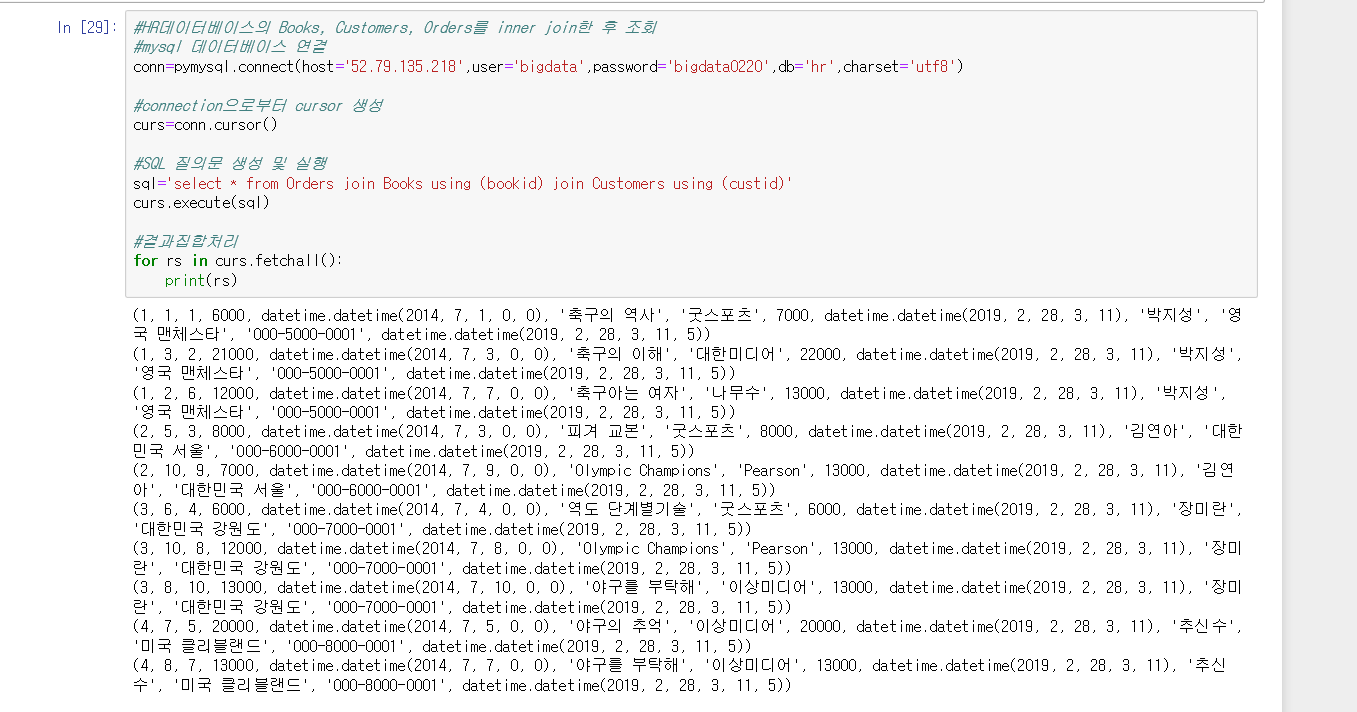 In [29]: #HR데이터베이스의 Books, Customers, Orders를 inner join한 후 조회
#mysql 데이터베이스 연결
conn=pymysql.connect(host='52.79.135.218',user='bigdata',password='bigdata0220',db='hr',charset='utf8')
#connection으로부터 cursor 생성
curs=conn.cursor()
#SQL 질의문 생성 및 실행
sql='select * from Orders join Books using (bookid) join Customers using (custid)'
curs.execute(sql)
#결과집합처리
for rs in curs.fetchall():
    print(rs)
(1, 1, 1, 6000, datetime.datetime(2014, 7, 1, 0, 0), '축구의 역사', '굿스포츠', 7000, datetime.datetime(2019, 2, 28, 3, 11), '박지성', '영
국 맨체스타', '000-5000-0001', datetime.datetime(2019, 2, 28, 3, 11, 5))
(1, 3, 2, 21000, datetime.datetime(2014, 7, 3, 0, 0), '축구의 이해', '대한미디어', 22000, datetime.datetime(2019, 2, 28, 3, 11), '박지성',
'영국 맨체스타', '000-5000-0001', datetime.datetime(2019, 2, 28, 3, 11, 5))
(1, 2, 6, 12000, datetime.datetime(2014, 7, 7, 0, 0), '축구아는 여자', '나무수', 13000, datetime.datetime(2019, 2, 28, 3, 11), '박지성',
'영국 맨체스타', '000-5000-0001', datetime.datetime(2019, 2, 28, 3, 11, 5))
(2, 5, 3, 8000, datetime.datetime(2014, 7, 3, 0, 0), '피겨 교본', '굿스포츠', 8000, datetime.datetime(2019, 2, 28, 3, 11), '김연아', '대한
민국 서울', '000-6000-0001', datetime.datetime(2019, 2, 28, 3, 11, 5))
(2, 10, 9, 7000, datetime.datetime(2014, 7, 9, 0, 0), 'Olympic Champions', 'Pearson', 13000, datetime.datetime(2019, 2, 28, 3, 11), '김연
아', '대한민국 서울', '000-6000-0001', datetime.datetime(2019, 2, 28, 3, 11, 5))
(3, 6, 4, 6000, datetime.datetime(2014, 7, 4, 0, 0), '역도 단계별기술', '굿스포츠', 6000, datetime.datetime(2019, 2, 28, 3, 11), '장미란',
'대한민국 강원도', '000-7000-0001', datetime.datetime(2019, 2, 28, 3, 11, 5))
(3, 10, 8, 12000, datetime.datetime(2014, 7, 8, 0, 0), 'Olympic Champions', 'Pearson', 13000, datetime.datetime(2019, 2, 28, 3, 11), '장미
란', '대한민국 강원도', '000-7000-0001', datetime.datetime(2019, 2, 28, 3, 11, 5))
(3, 8, 10, 13000, datetime.datetime(2014, 7, 10, 0, 0), '야구를 부탁해', '이상미디어', 13000, datetime.datetime(2019, 2, 28, 3, 11), '장미
란', '대한민국 강원도', '000-7000-0001', datetime.datetime(2019, 2, 28, 3, 11, 5))
(4, 7, 5, 20000, datetime.datetime(2014, 7, 5, 0, 0), '야구의 추억', '이상미디어', 20000, datetime.datetime(2019, 2, 28, 3, 11), '추신수',
'미국 클리블랜드', '000-8000-0001', datetime.datetime(2019, 2, 28, 3, 11, 5))
(4, 8, 7, 13000, datetime.datetime(2014, 7, 7, 0, 0), '야구를 부탁해', '이상미디어', 13000, datetime.datetime(2019, 2, 28, 3, 11), '추신
수', '미국 클리블랜드', '000-8000-0001', datetime.datetime(2019, 2, 28, 3, 11, 5))